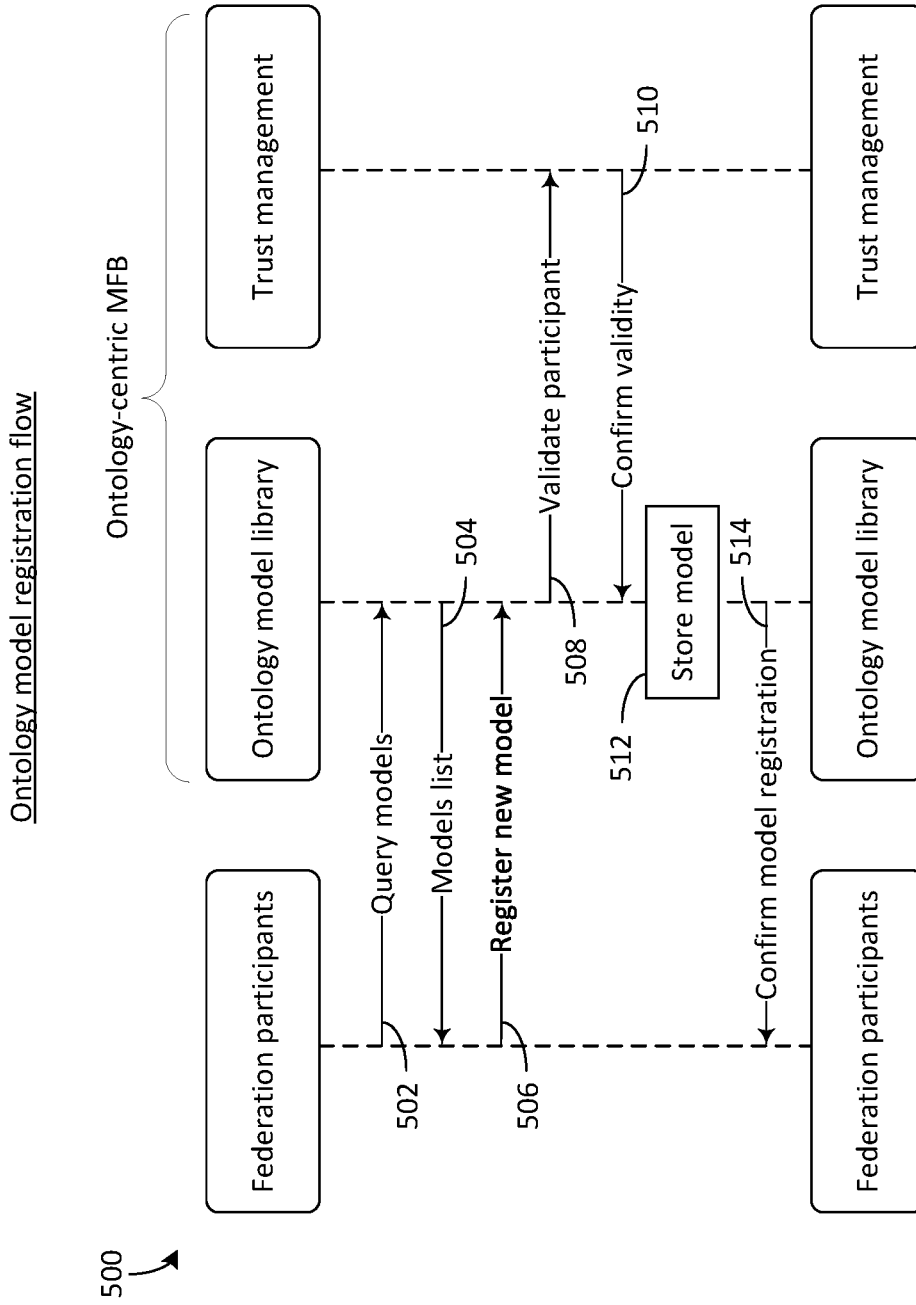 Ontology model registration flow
500
Ontology-centric MFB
Federation participants
Ontology model library
Trust management
Query models
502
Models list
504
Register new model
506
Validate participant
508
Confirm validity
510
Store model
512
Confirm model registration
514
Federation participants
Ontology model library
Trust management